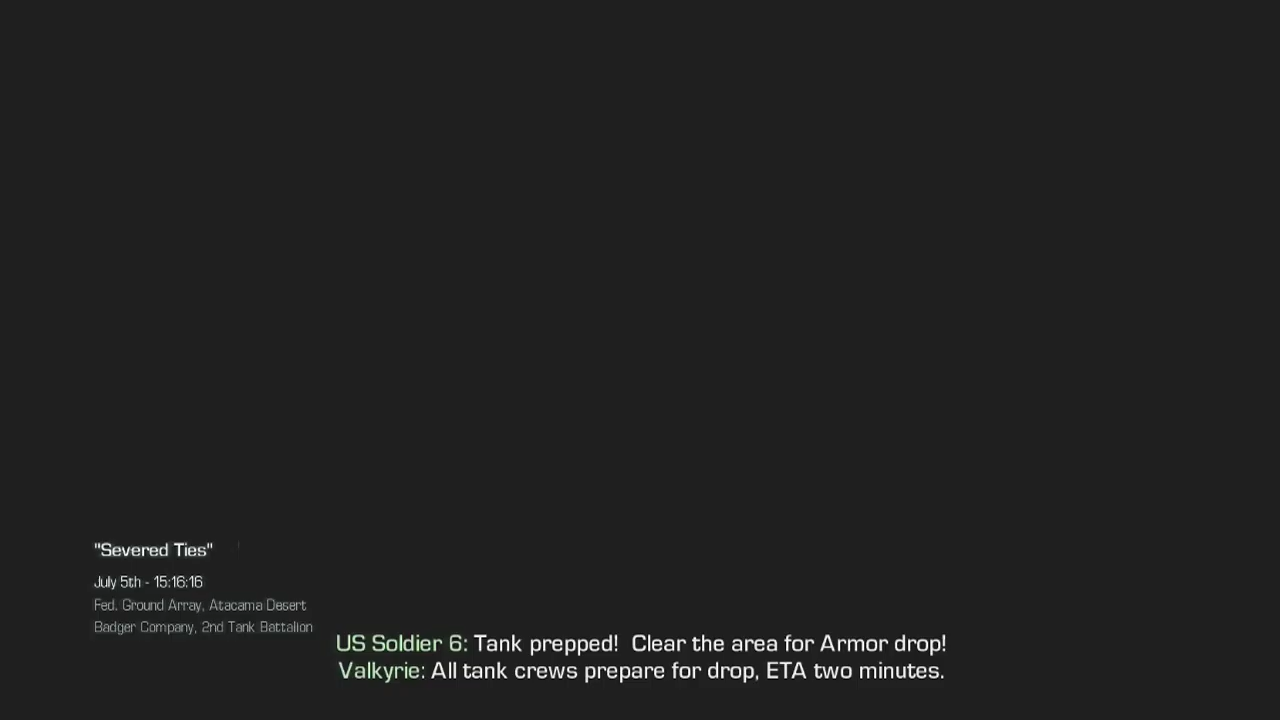 "Severed Ties"
July 5th - 15:16:16
Fed. Ground Array, Atacama Desert
Badger Company, 2nd Tank Battalion
US Soldier 6: Tank prepped!  Clear the area for Armor drop!
Valkyrie: All tank crews prepare for drop, ETA two minutes.